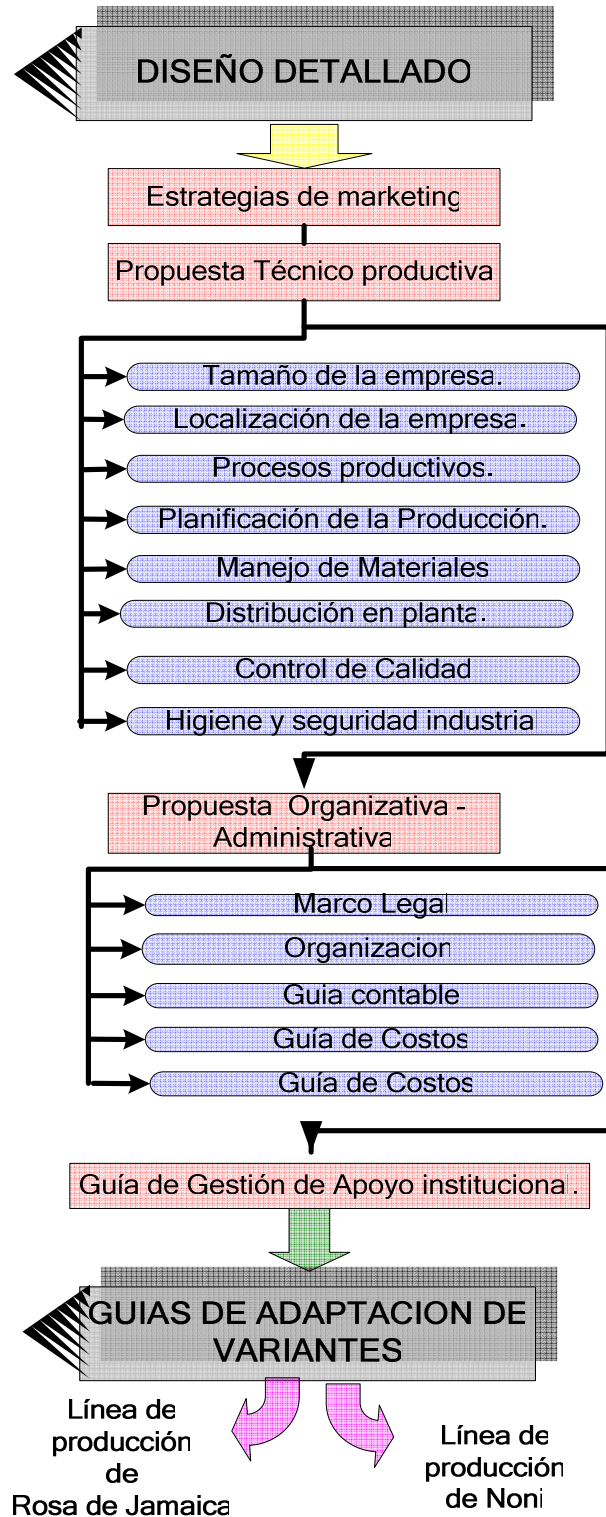 DISEÑO DETALLADO
Estrategias de marketing
Propuesta Técnico productiva
Tamaño de la empresa.
Localización de la empresa.
Procesos productivos.
Planificación de la Producción.
Manejo de Materiales
Distribución en planta.
Control de Calidad
Higiene y seguridad industria
Propuesta Organizativa -
Administrativa
Marco Legal
Organizacion
Guia contable
Guía de Costos
Guía de Costos
Guía de Gestión de Apoyo instituciona .
GUIAS DE ADAPTACION DE
VARIANTES
Línea de
producción
de
Rosa de Jamaica
Línea de
producción
de Noni